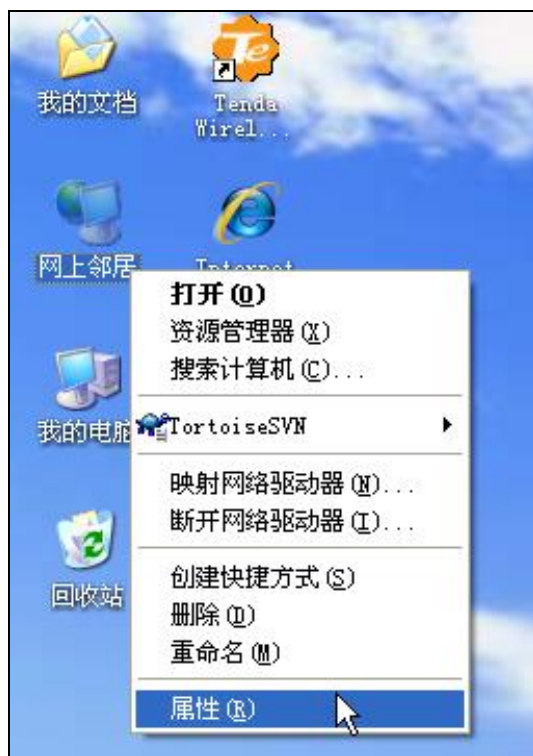 我的文档
Tenda
Wirel...
网上邻居
Internet
打开(O)
资源管理器(X)
搜索计算机(C)...
我的电脑
TortoiseSVN
映射网络驱动器(N)...
断开网络驱动器(I)...
回收站
创建快捷方式(S)
删除(D)
重命名(M)
属性(R)